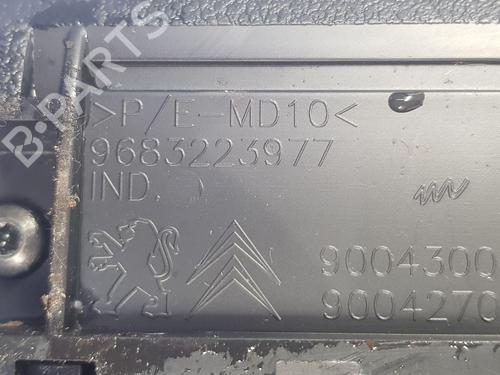 >P/E-MD10<
9683223977
IND.
9004300
9004270
B-PARTS